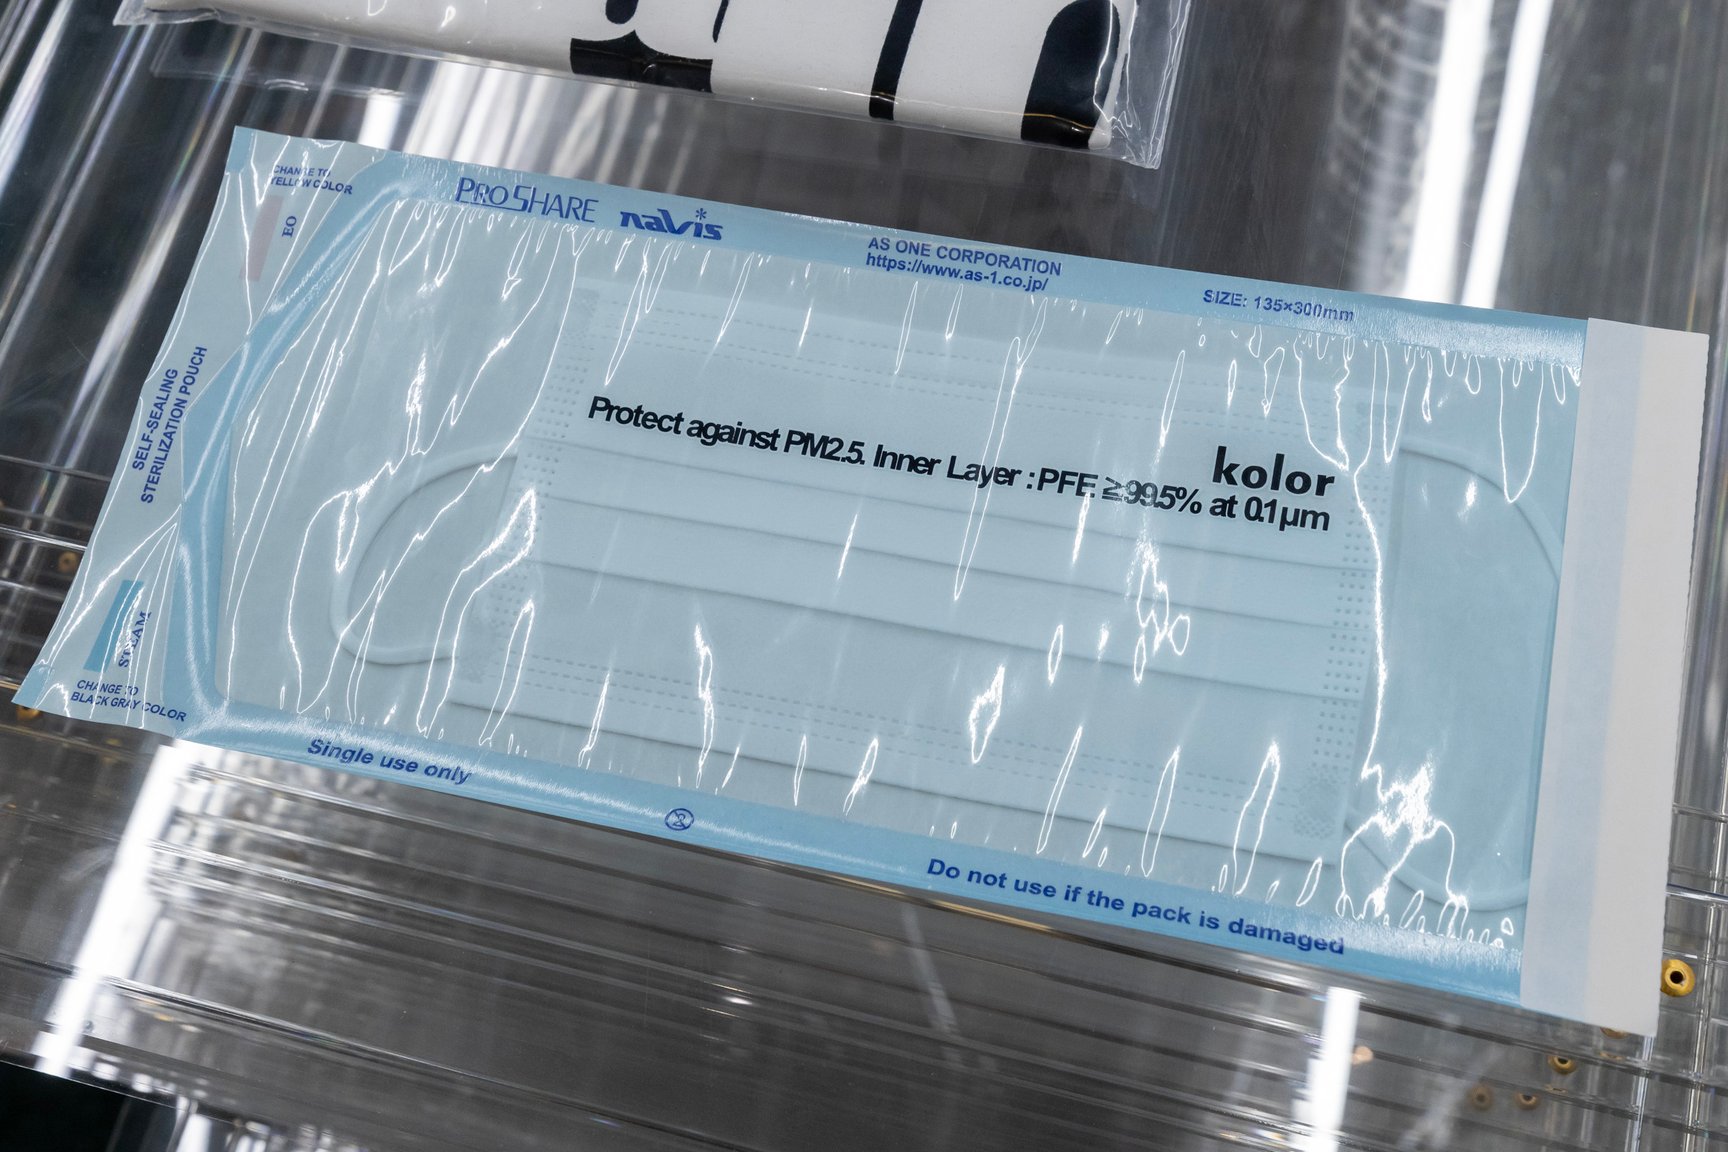 CHANGE TO
YELLOW COLOR
EO
PROSHARE navis
AS ONE CORPORATION
https://www.as-1.co.jp/
SIZE: 135×300mm
SELF-SEALING
STERILIZATION POUCH
kolor
Protect against PM2.5. Inner Layer : PFE ≥99.5% at 0.1μm
STEAM
CHANGE TO
BLACK GRAY COLOR
Single use only
2
Do not use if the pack is damaged